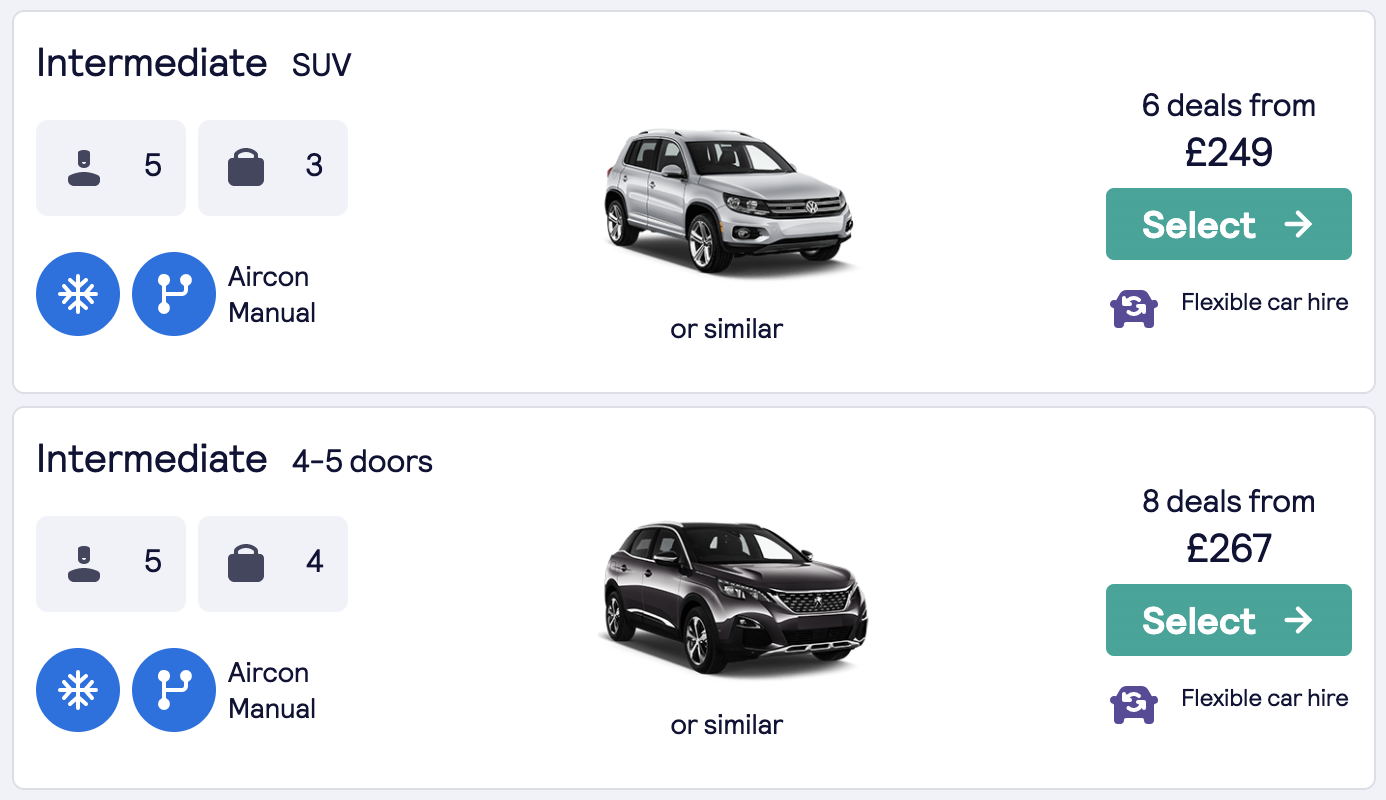 Intermediate SUV
5
3
Aircon
Manual
or similar
6 deals from
£249
Select
Flexible car hire
Intermediate 4-5 doors
5
4
Aircon
Manual
or similar
8 deals from
£267
Select
Flexible car hire